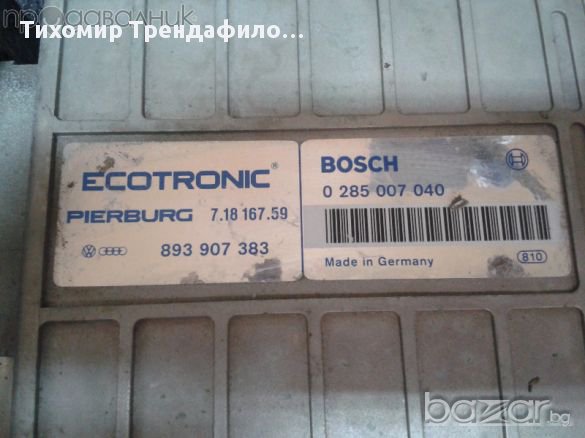 продавалник
Тихомир Трендафило...
ECOTRONIC®
PIERBURG 7.18 167.59
893 907 383
BOSCH
0 285 007 040
Made in Germany
810
bazar.bg